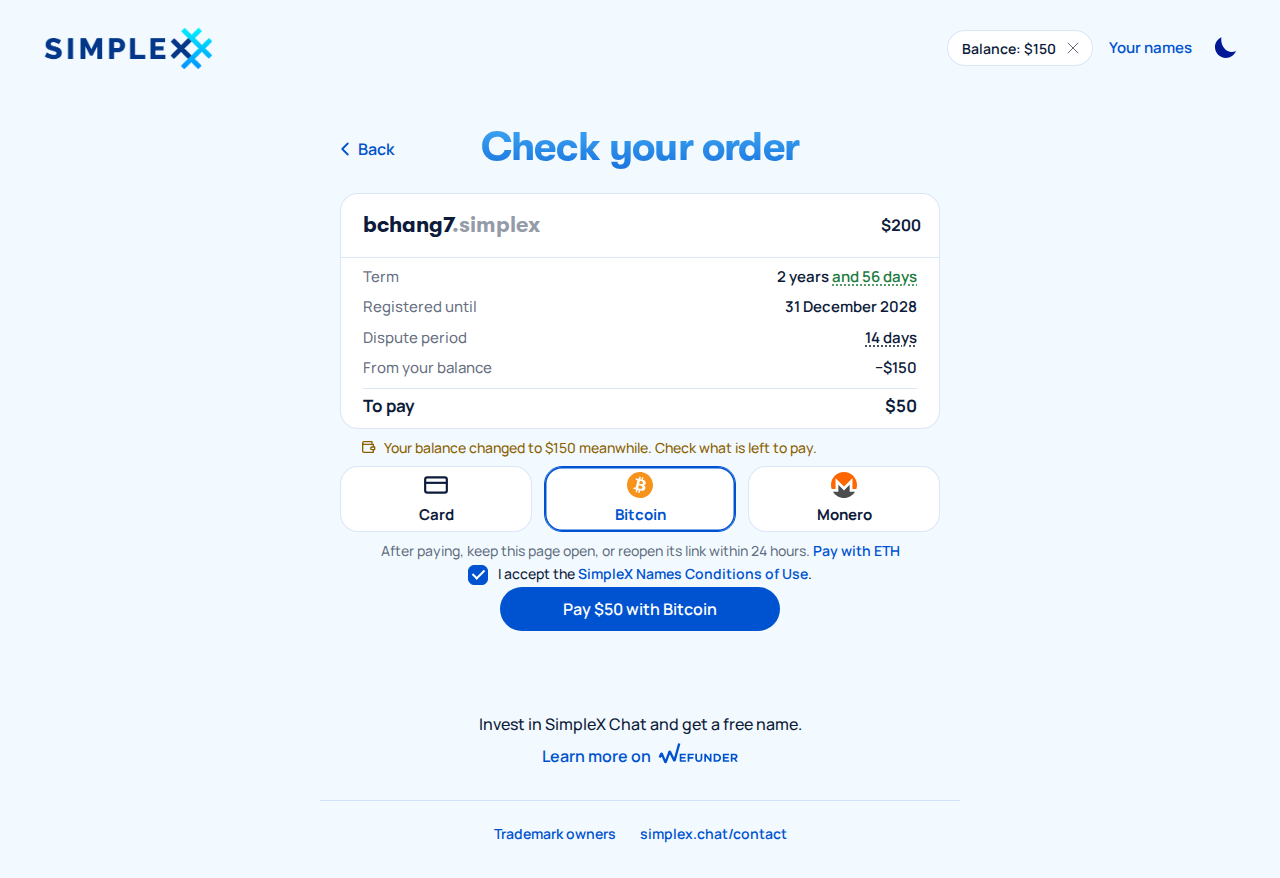 SIMPLEX
Balance: $150
Your names
Back
Check your order
bchang7.simplex
$200
Term
2 years and 56 days
Registered until
31 December 2028
Dispute period
14 days
From your balance
−$150
To pay
$50
Your balance changed to $150 meanwhile. Check what is left to pay.
Card
Bitcoin
Monero
After paying, keep this page open, or reopen its link within 24 hours. Pay with ETH
I accept the SimpleX Names Conditions of Use.
Pay $50 with Bitcoin
Invest in SimpleX Chat and get a free name.
Learn more on WEFUNDER
Trademark owners
simplex.chat/contact